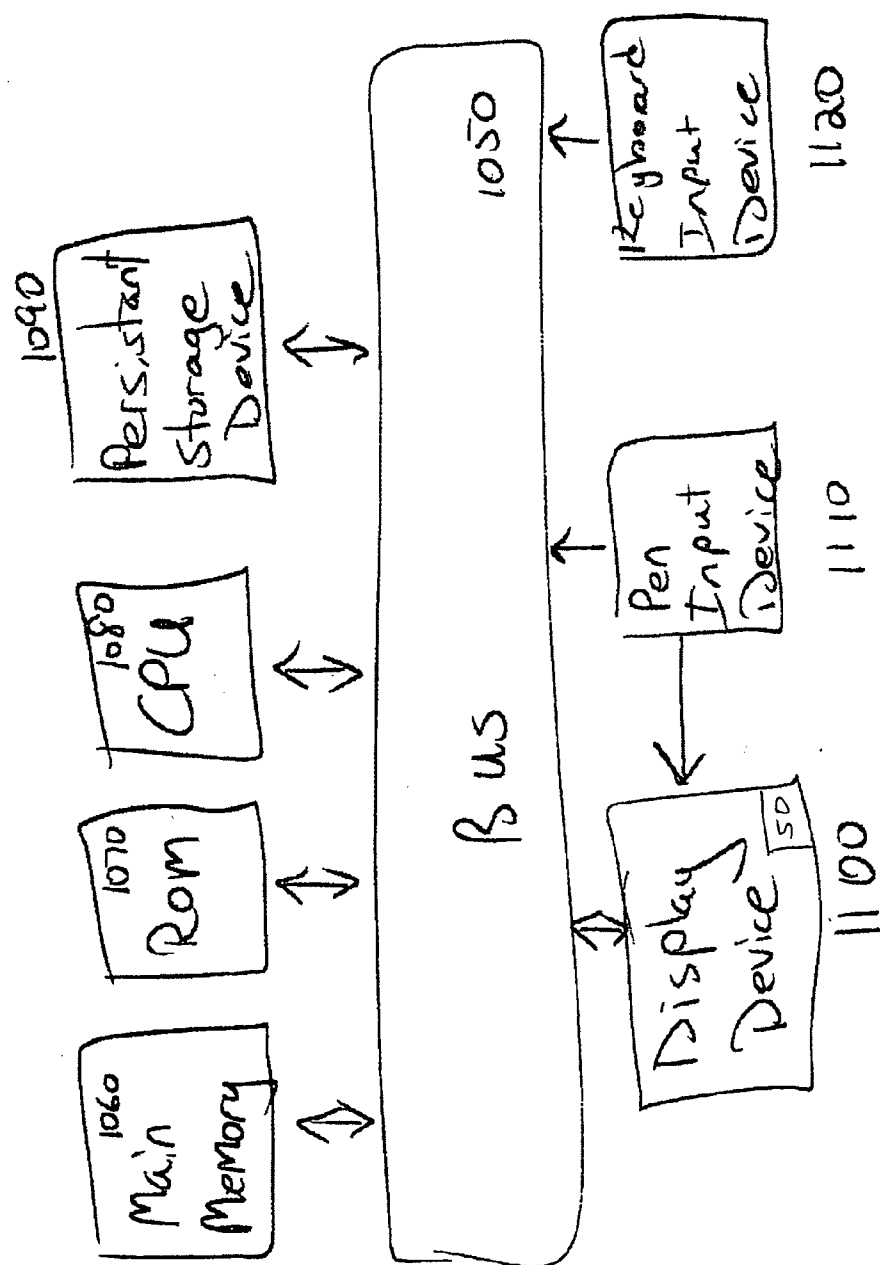 1060
Main
Memory
1070
Rom
1080
CPU
1090
Persistant
Storage
Device
Bus
1050
Display
Device
50
1100
Pen
Input
Device
1110
Keyboard
Input
Device
1120